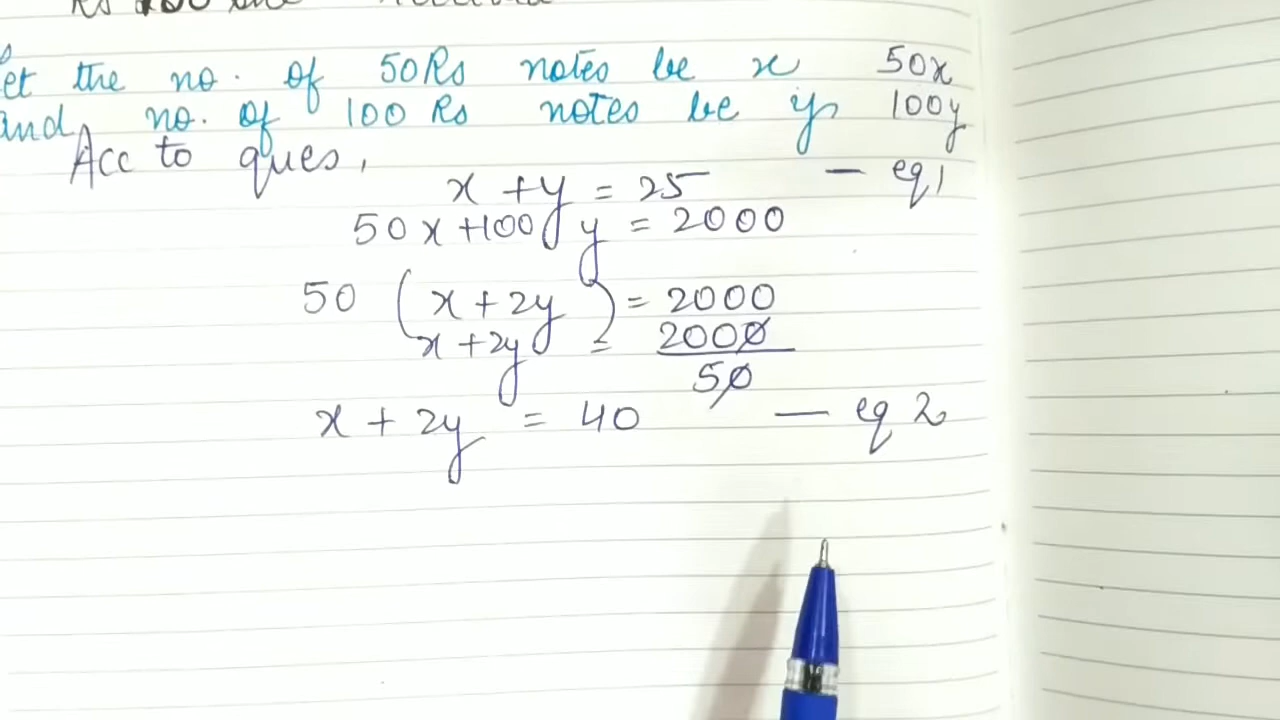 et the no. of 50Rs notes be x 50x
and no. of 100 Rs notes be y 100y
Acc to ques,
x + y = 25 — eq1
50x+100y = 2000
50 (x + 2y) = 2000
x + 2y = 2000
50
x + 2y = 40 — eq 2